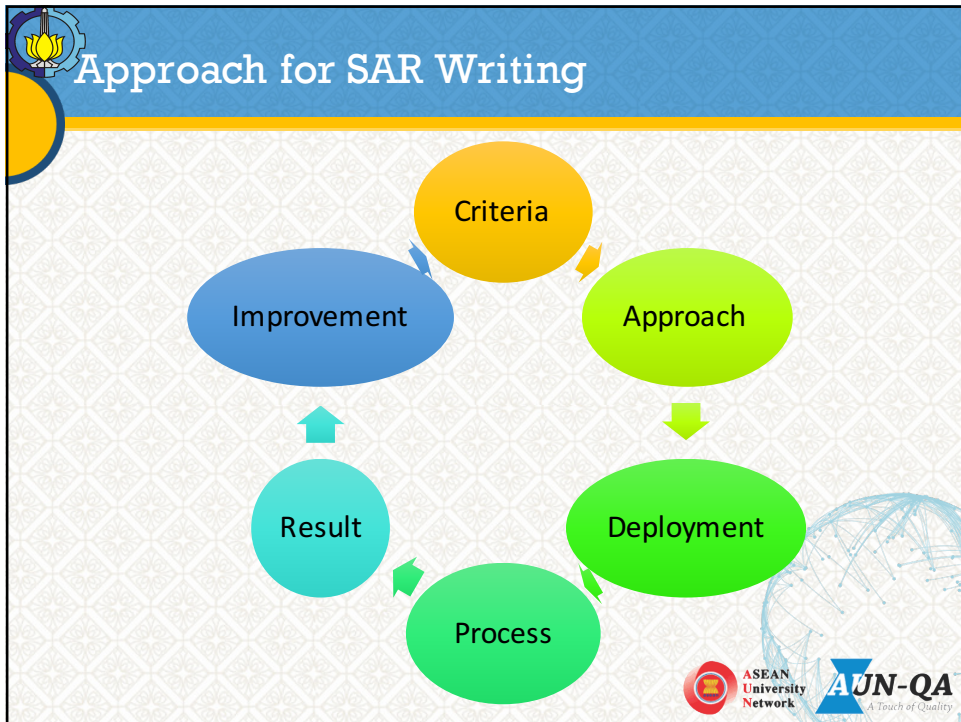 Approach for SAR Writing
Criteria
Improvement
Approach
Result
Deployment
Process
ASEAN
University
Network
AUN-QA
A Touch of Quality